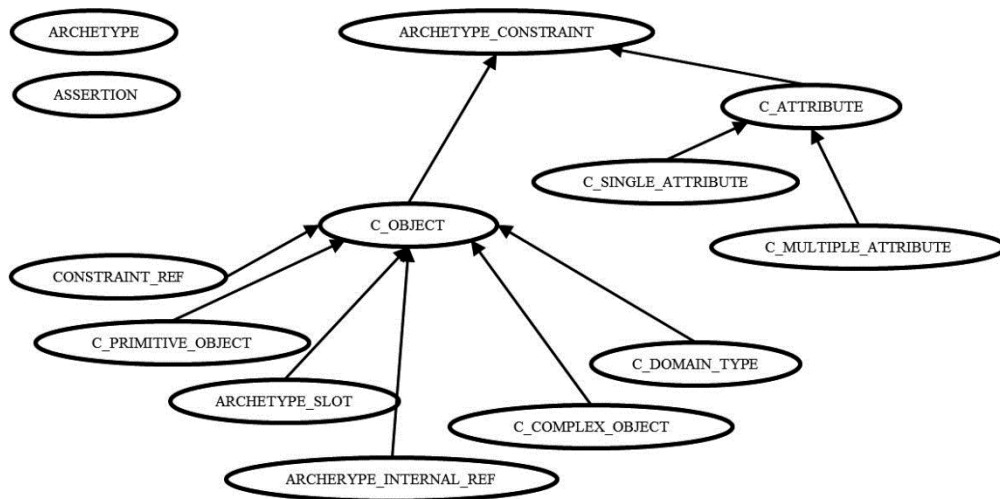 ARCHETYPE
ARCHETYPE_CONSTRAINT
ASSERTION
C_ATTRIBUTE
C_SINGLE_ATTRIBUTE
C_OBJECT
C_MULTIPLE_ATTRIBUTE
CONSTRAINT_REF
C_PRIMITIVE_OBJECT
C_DOMAIN_TYPE
ARCHETYPE_SLOT
C_COMPLEX_OBJECT
ARCHERYPE_INTERNAL_REF